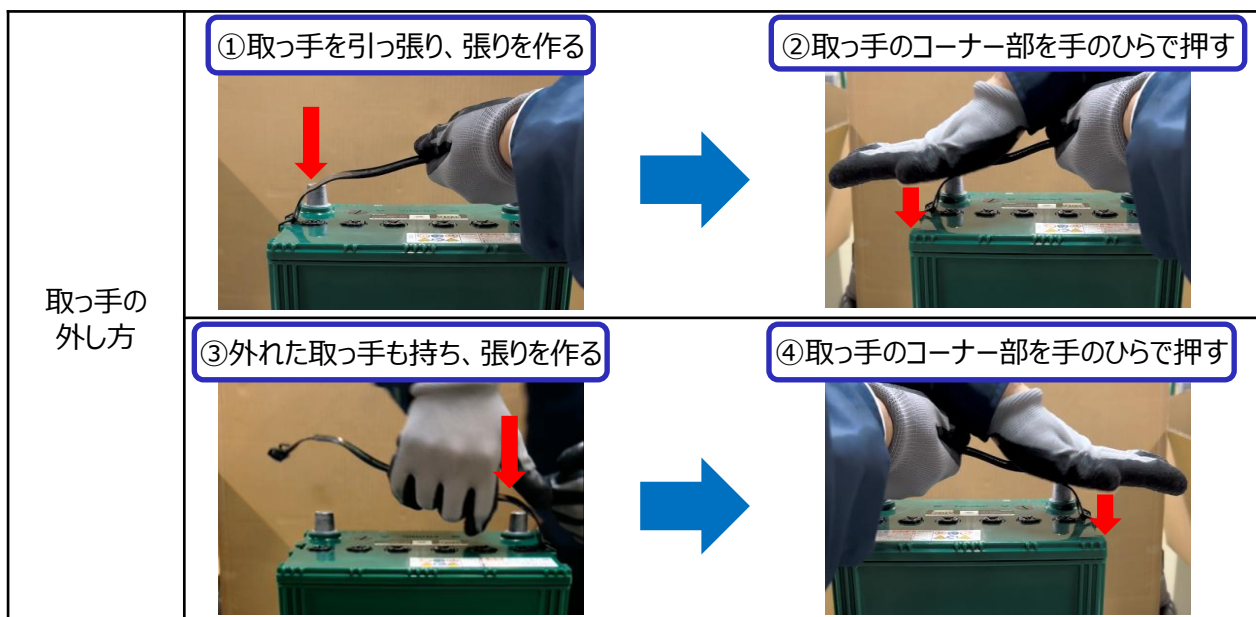 取っ手の
外し方
①取っ手を引っ張り、張りを作る
②取っ手のコーナー部を手のひらで押す
③外れた取っ手も持ち、張りを作る
④取っ手のコーナー部を手のひらで押す